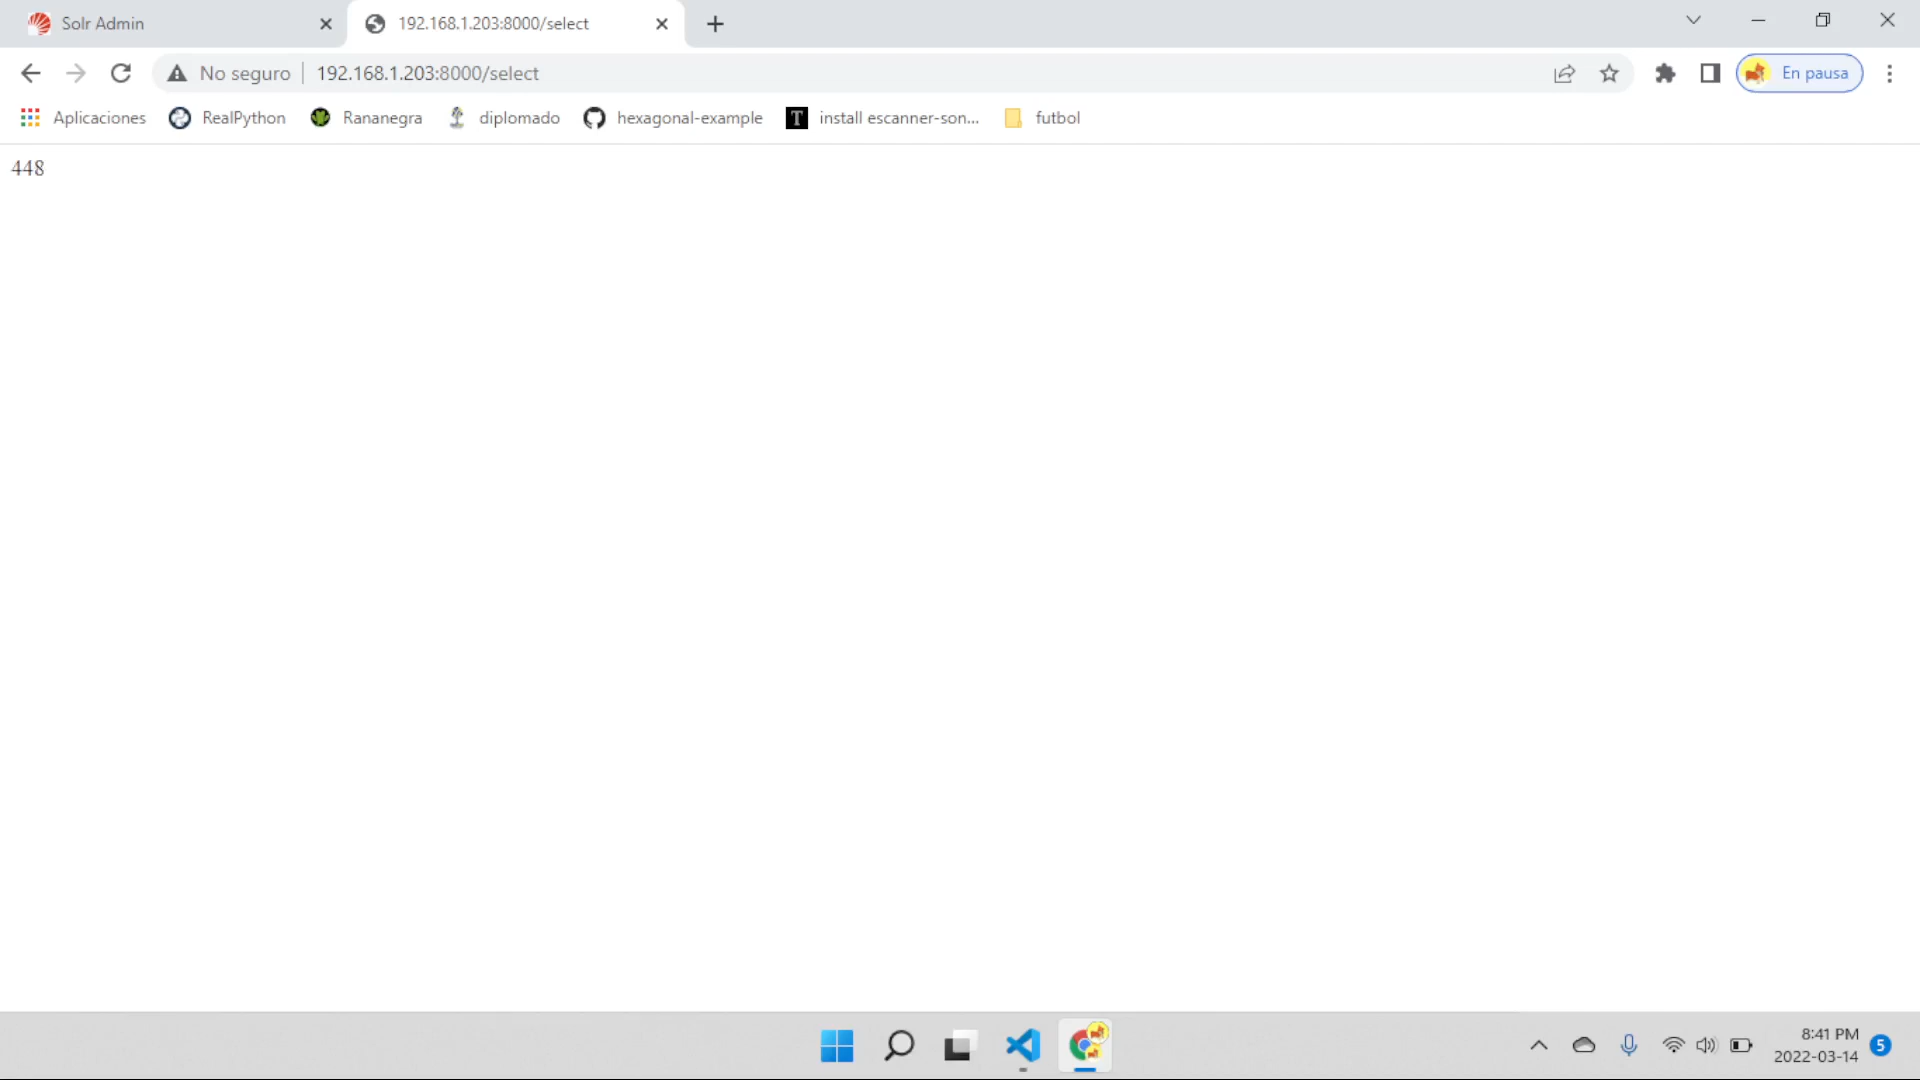 Solr Admin
192.168.1.203:8000/select
No seguro 192.168.1.203:8000/select
En pausa
Aplicaciones RealPython Rananegra diplomado hexagonal-example T install escanner-son... futbol
448
8:41 PM
2022-03-14
5